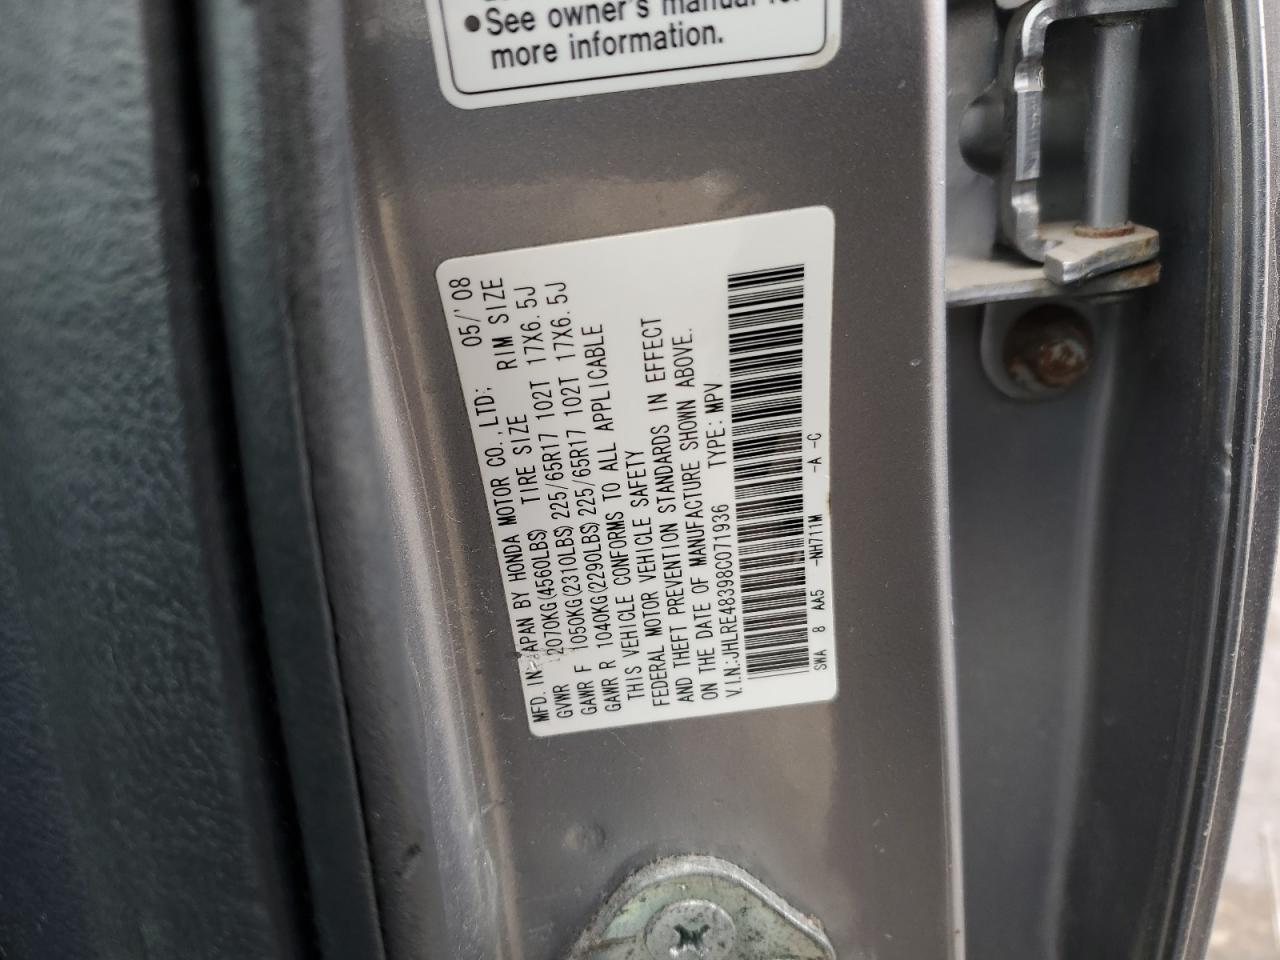 ●See owner's manual for
more information.
MFD. IN JAPAN BY HONDA MOTOR CO., LTD; 05/'08
GVWR 2070KG(4560LBS) TIRE SIZE RIM SIZE
GAWR F 1050KG(2310LBS) 225/65R17 102T 17X6.5J
GAWR R 1040KG(2290LBS) 225/65R17 102T 17X6.5J
THIS VEHICLE CONFORMS TO ALL APPLICABLE
FEDERAL MOTOR VEHICLE SAFETY
AND THEFT PREVENTION STANDARDS IN EFFECT
ON THE DATE OF MANUFACTURE SHOWN ABOVE.
V.I.N.:JHLRE48398C071936 TYPE: MPV
SWA 8 AA5 -NH711M -A -C